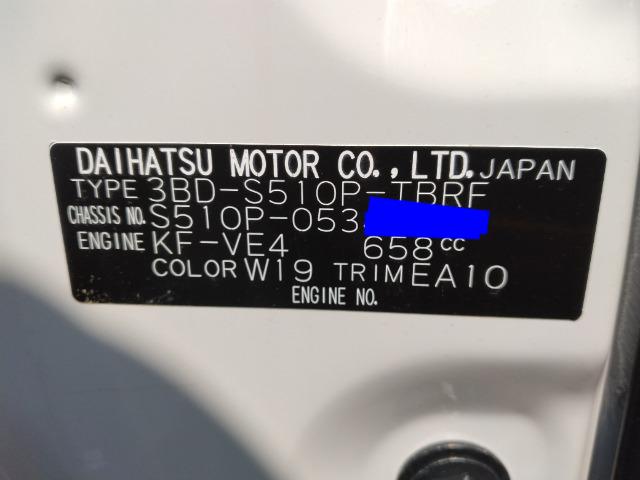 DAIHATSU MOTOR CO.,LTD. JAPAN
TYPE 3BD-S510P-TBRF
CHASSIS NO. S510P-053
ENGINE KF-VE4 658CC
COLOR W19 TRIM EA10
ENGINE NO.